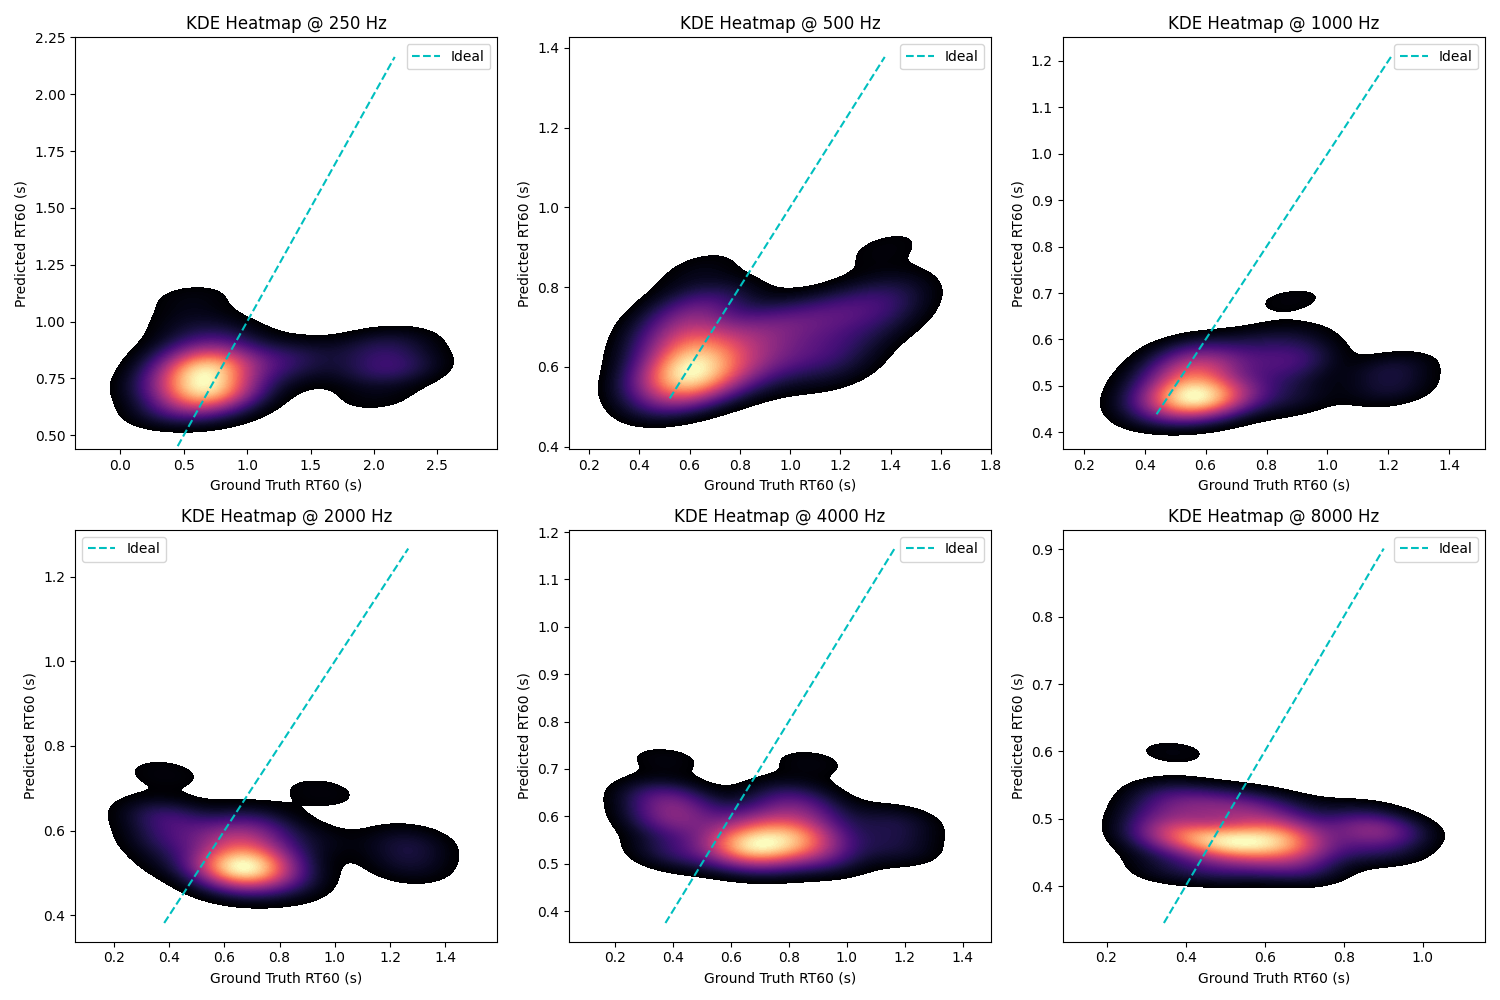 KDE Heatmap @ 250 Hz
Predicted RT60 (s)
2.25
2.00
1.75
1.50
1.25
1.00
0.75
0.50
Ideal
0.0 0.5 1.0 1.5 2.0 2.5
Ground Truth RT60 (s)
KDE Heatmap @ 500 Hz
Predicted RT60 (s)
1.4
1.2
1.0
0.8
0.6
0.4
Ideal
0.2 0.4 0.6 0.8 1.0 1.2 1.4 1.6 1.8
Ground Truth RT60 (s)
KDE Heatmap @ 1000 Hz
Predicted RT60 (s)
1.2
1.1
1.0
0.9
0.8
0.7
0.6
0.5
0.4
Ideal
0.2 0.4 0.6 0.8 1.0 1.2 1.4
Ground Truth RT60 (s)
KDE Heatmap @ 2000 Hz
Predicted RT60 (s)
1.2
1.0
0.8
0.6
0.4
Ideal
0.2 0.4 0.6 0.8 1.0 1.2 1.4
Ground Truth RT60 (s)
KDE Heatmap @ 4000 Hz
Predicted RT60 (s)
1.2
1.1
1.0
0.9
0.8
0.7
0.6
0.5
0.4
Ideal
0.2 0.4 0.6 0.8 1.0 1.2 1.4
Ground Truth RT60 (s)
KDE Heatmap @ 8000 Hz
Predicted RT60 (s)
0.9
0.8
0.7
0.6
0.5
0.4
Ideal
0.2 0.4 0.6 0.8 1.0
Ground Truth RT60 (s)